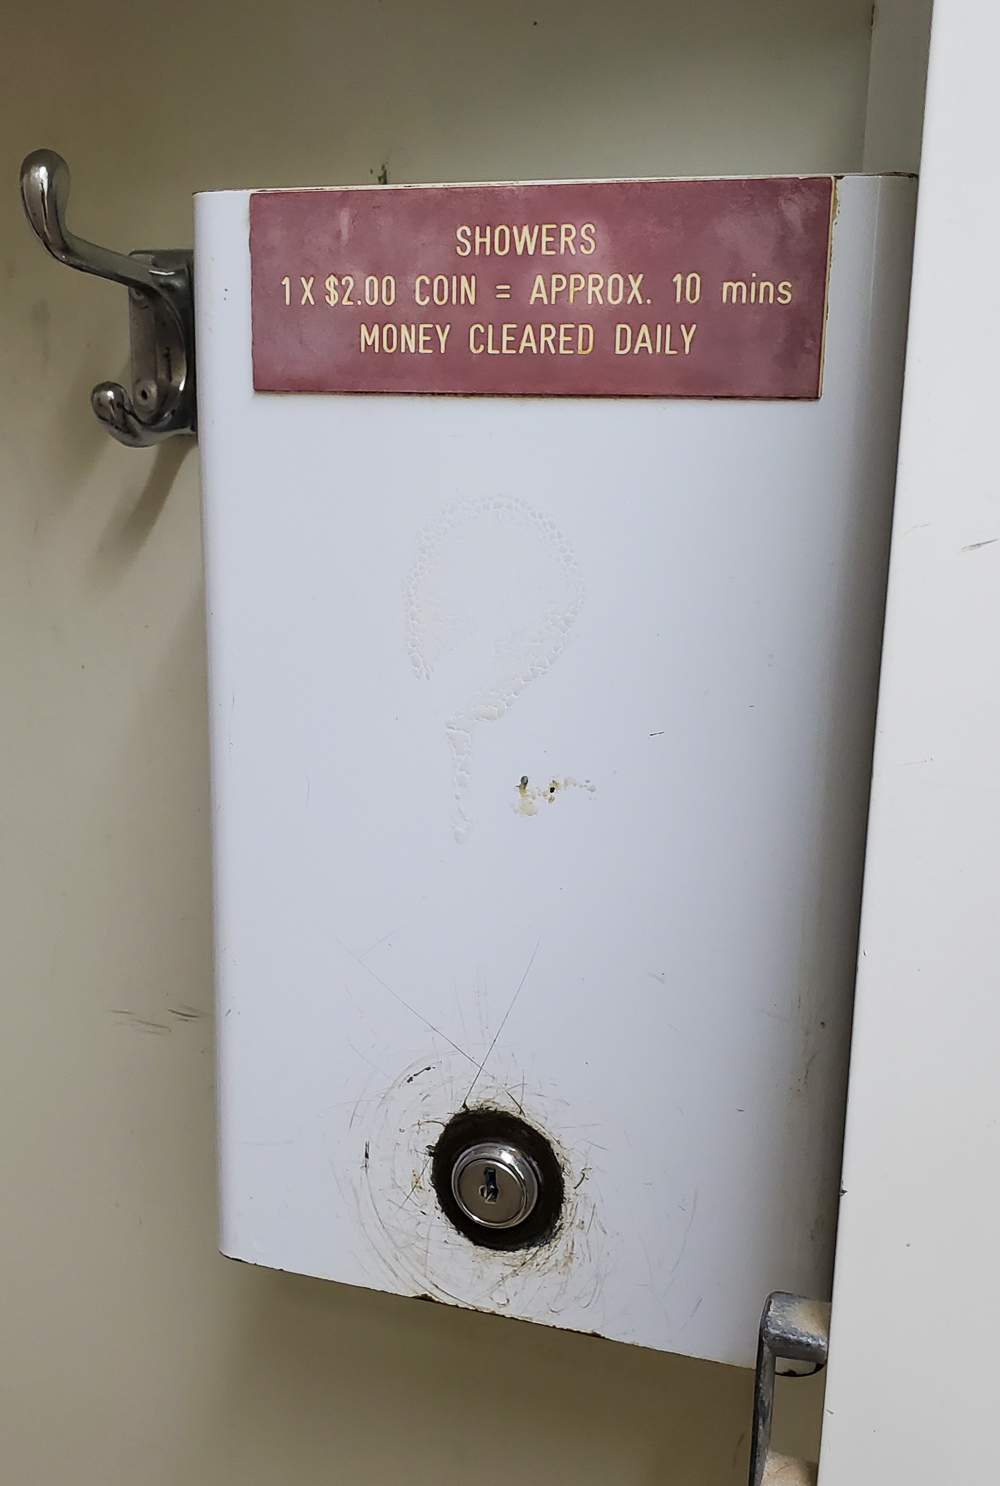 SHOWERS
1 X $2.00 COIN = APPROX. 10 mins
MONEY CLEARED DAILY